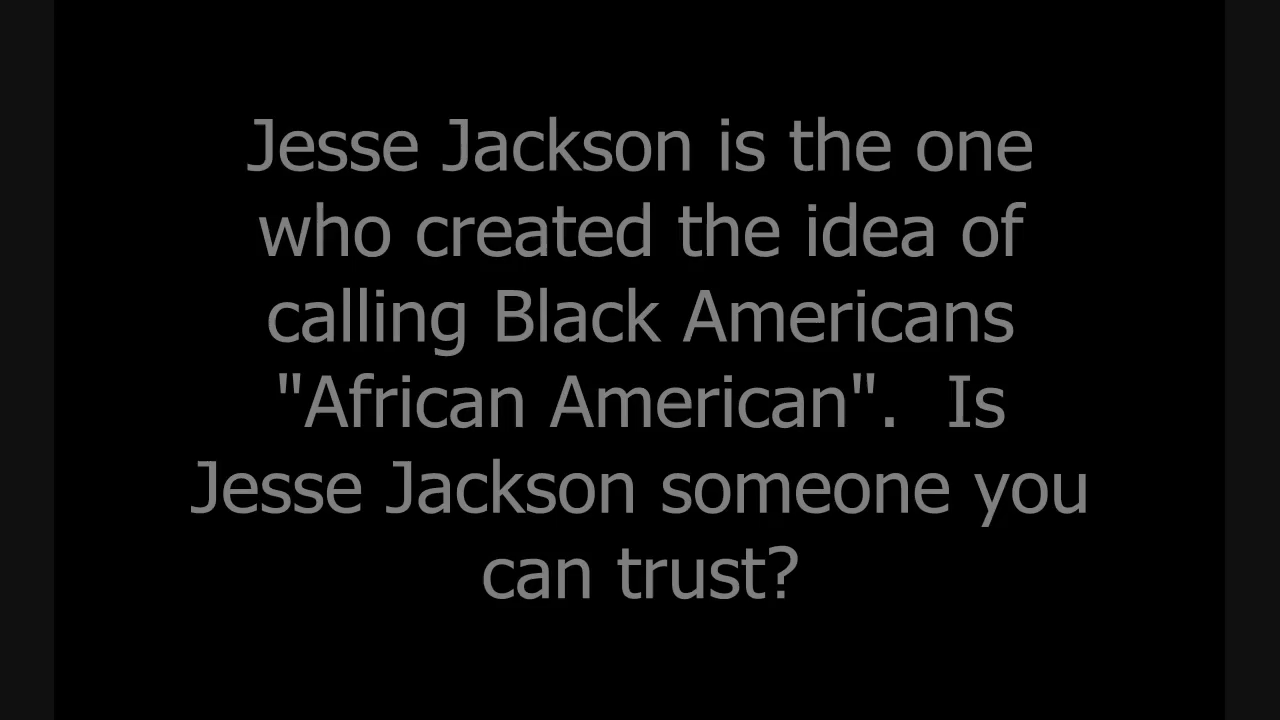 Jesse Jackson is the one
who created the idea of
calling Black Americans
"African American".  Is
Jesse Jackson someone you
can trust?